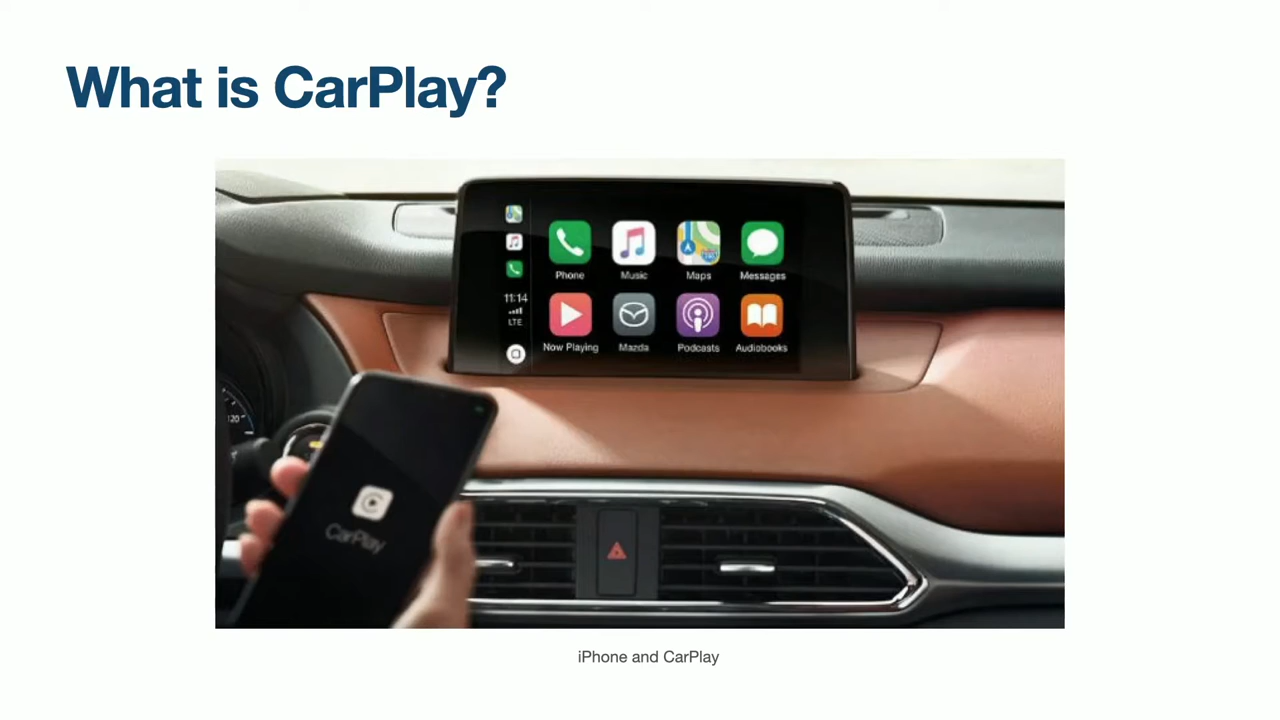 What is CarPlay?
11:14
LTE
Phone
Music
Maps
Messages
Now Playing
Mazda
Podcasts
Audiobooks
120
CarPlay
iPhone and CarPlay